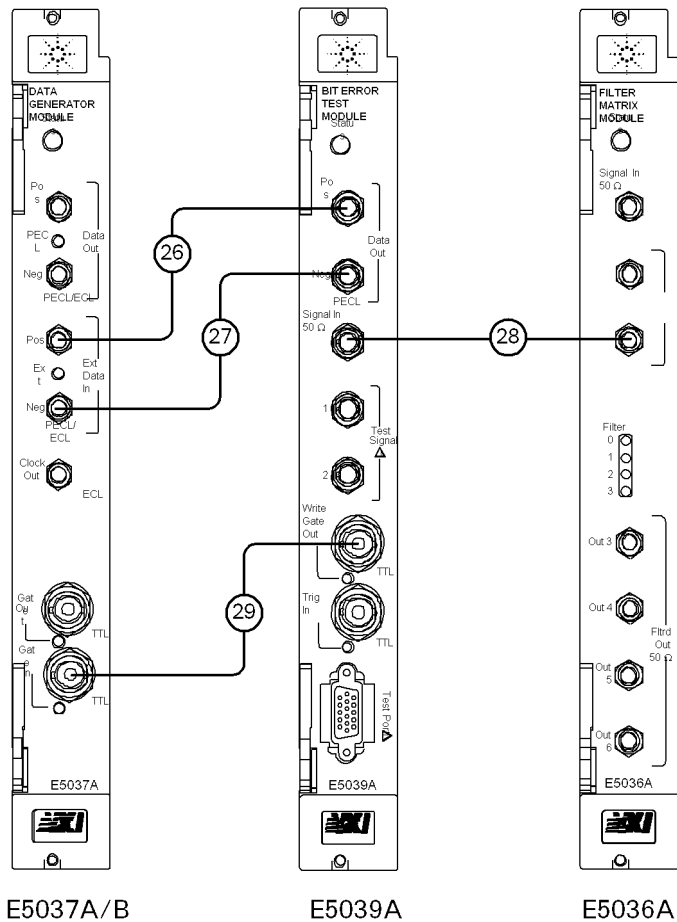 DATA
GENERATOR
MODULE
Po
s
PEC
L
Data
Out
Neg
PECL/ECL
Pos
Ex
t
Ext
Data
In
Neg
PECL/
ECL
Clock
Out
ECL
Gat
TTL
Gat
TTL
E5037A
E5037A/B
26
27
29
BIT ERROR
TEST
MODULE
Statu
s
Po
s
Data
Out
Neg
PECL
Signal In
50 Ω
1
Test
Signal
2
Write
Gate
Out
TTL
Trig
In
TTL
Test Port
E5039A
VXI
E5039A
28
FILTER
MATRIX
MODULE
Signal In
50 Ω
Filter
0
1
2
3
Out 3
Out 4
Fltrd
Out
50 Ω
Out
5
Out
6
E5036A
VXI
E5036A